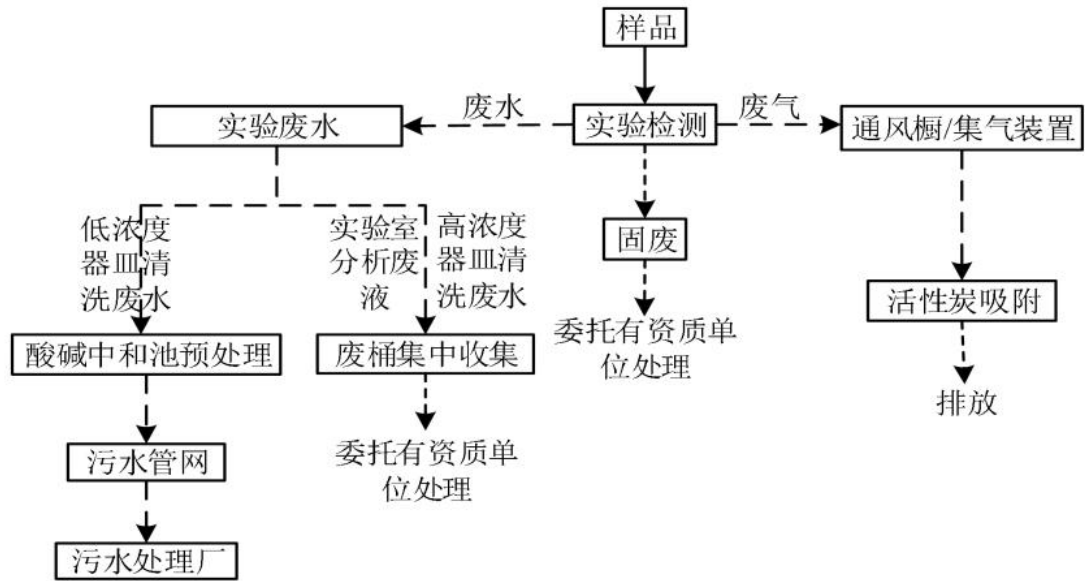 样品
废水
废气
实验废水
实验检测
通风橱/集气装置
低浓度
器皿清
洗废水
实验室
分析废
液
高浓度
器皿清
洗废水
固废
活性炭吸附
酸碱中和池预处理
废桶集中收集
委托有资质单
位处理
排放
污水管网
委托有资质单
位处理
污水处理厂